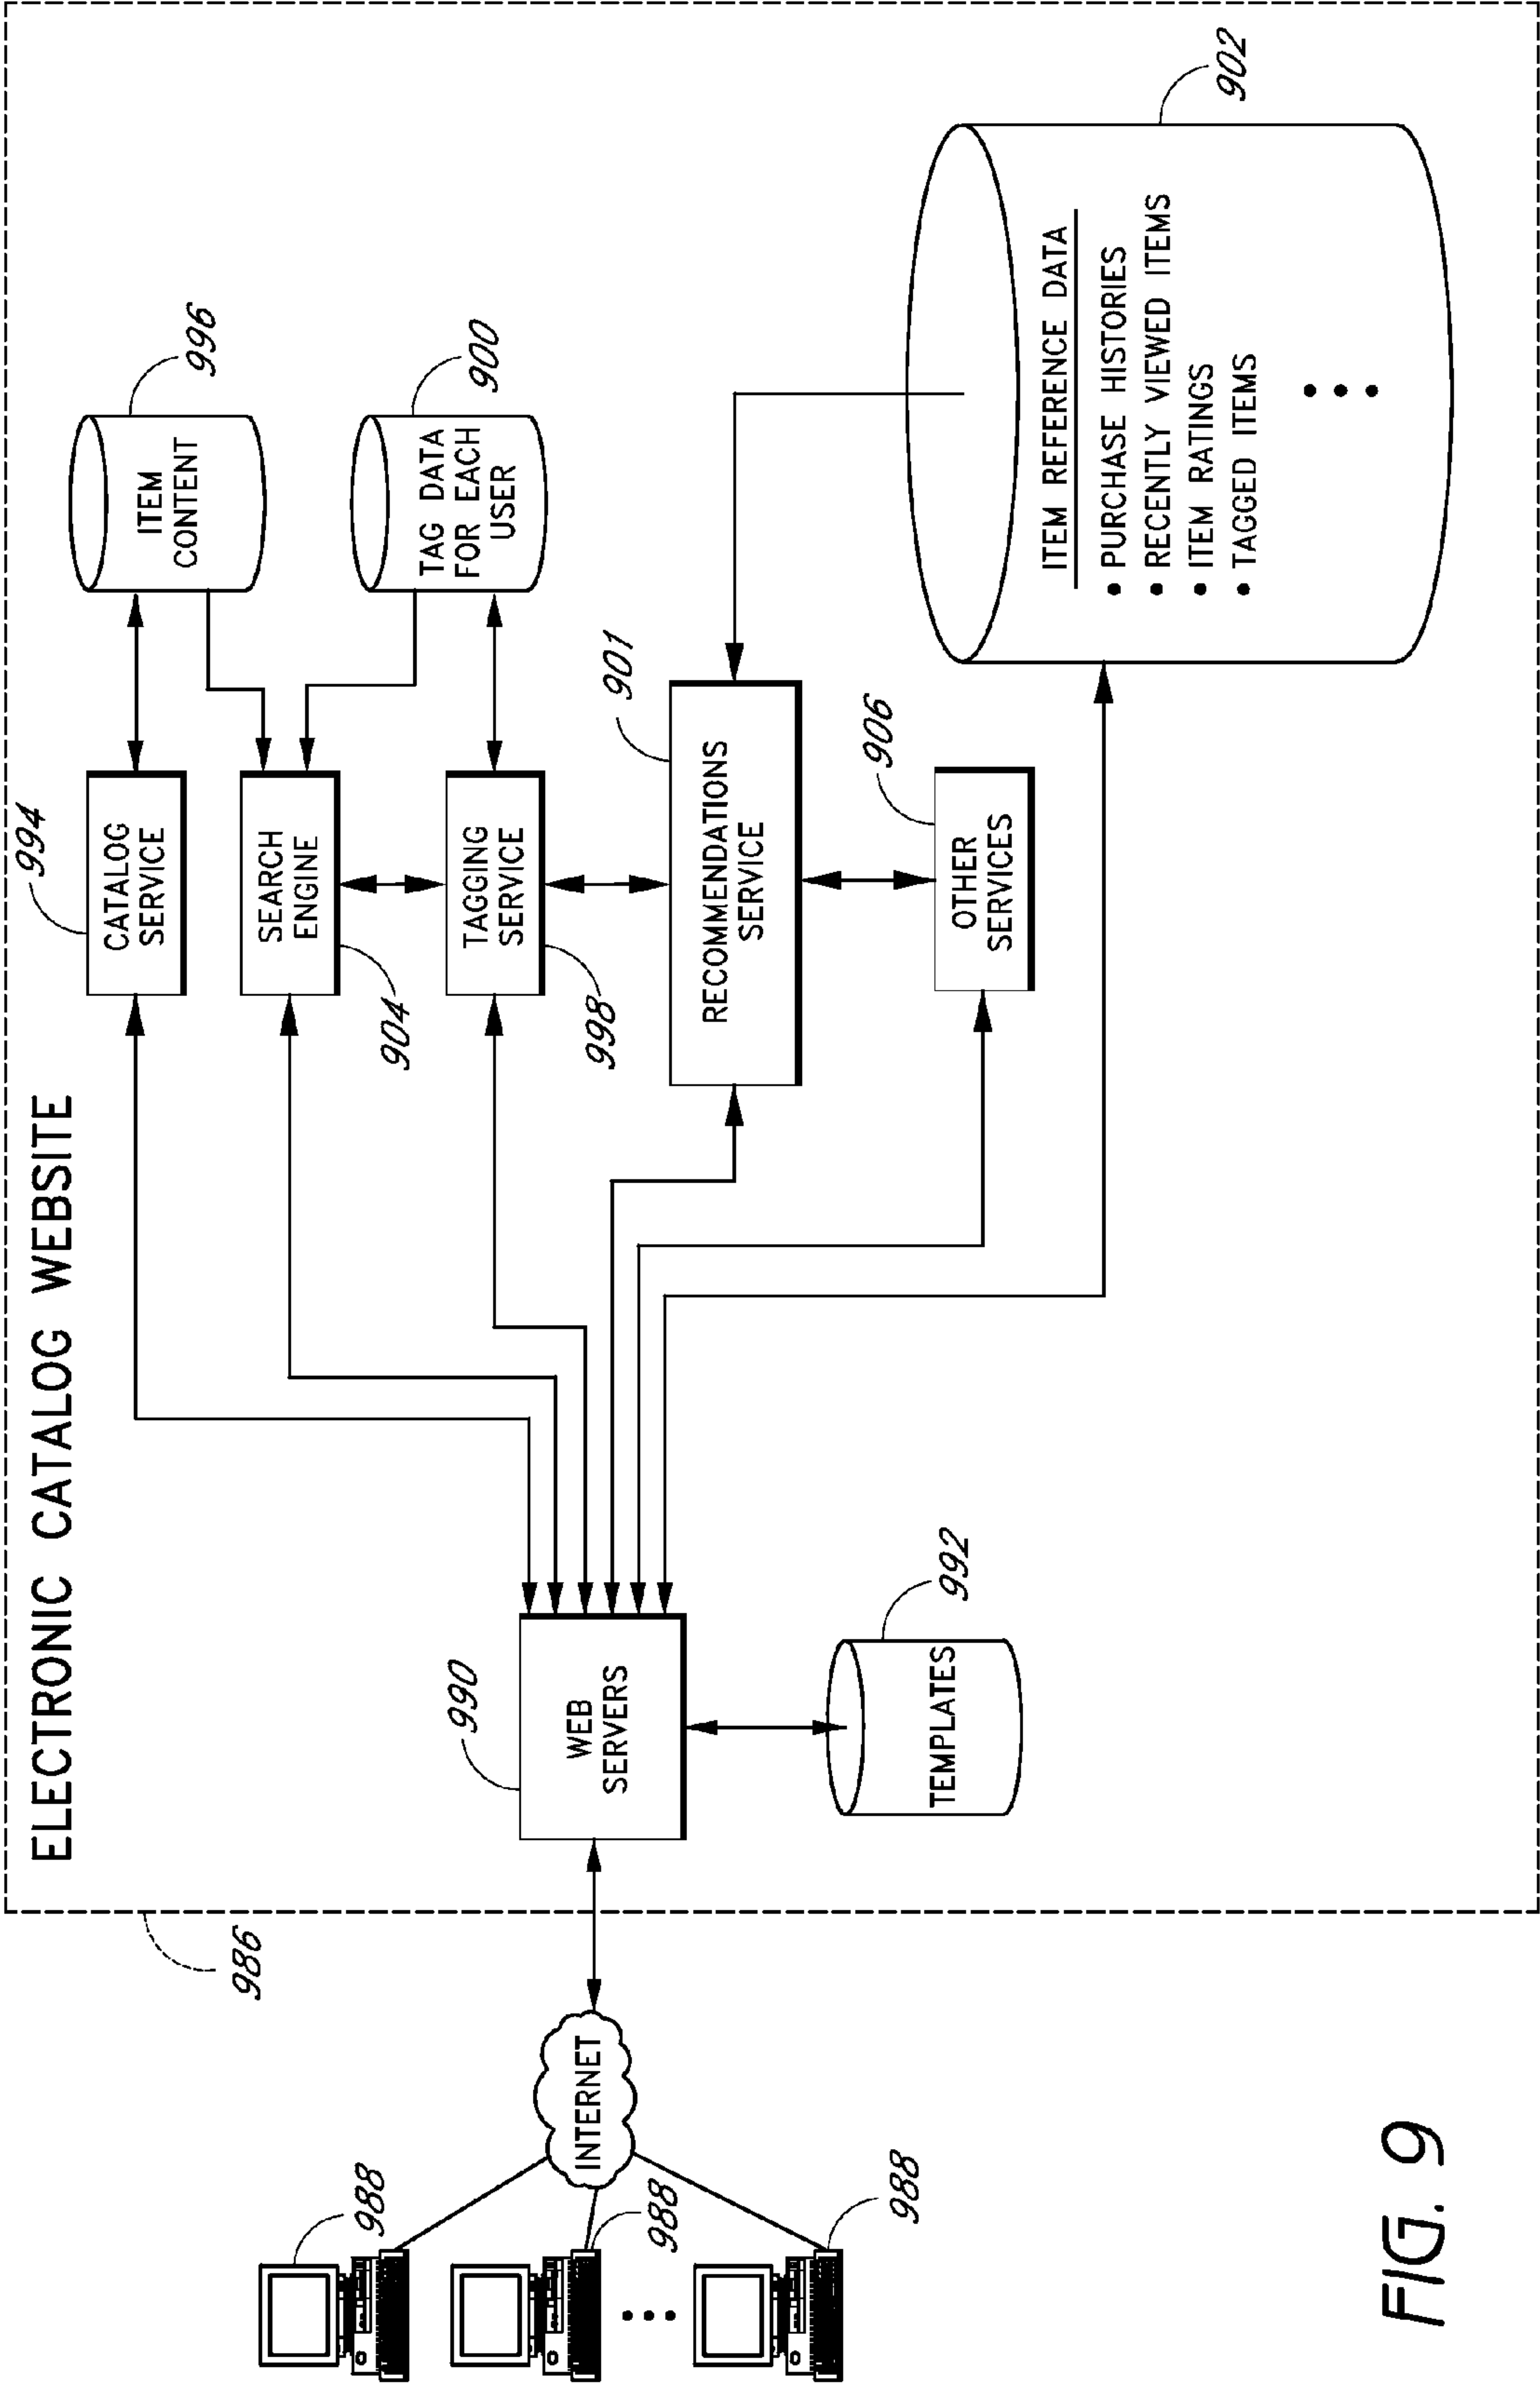 ELECTRONIC CATALOG WEBSITE
986
994
CATALOG
SERVICE
996
ITEM
CONTENT
SEARCH
ENGINE
904
900
TAG DATA
FOR EACH
USER
TAGGING
SERVICE
998
990
WEB
SERVERS
INTERNET
988
988
988
901
RECOMMENDATIONS
SERVICE
992
TEMPLATES
906
OTHER
SERVICES
902
ITEM REFERENCE DATA
• PURCHASE HISTORIES
• RECENTLY VIEWED ITEMS
• ITEM RATINGS
• TAGGED ITEMS
FIG. 9